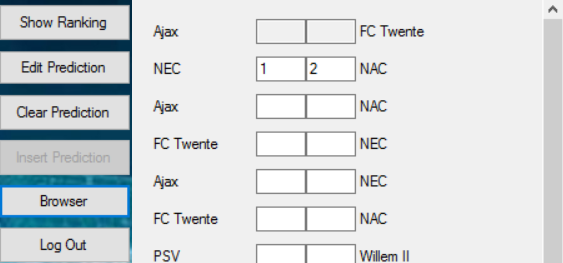 Show Ranking
Edit Prediction
Clear Prediction
Insert Prediction
Browser
Log Out
Ajax FC Twente
NEC 1 2 NAC
Ajax NAC
FC Twente NEC
Ajax NEC
FC Twente NAC
PSV Willem II